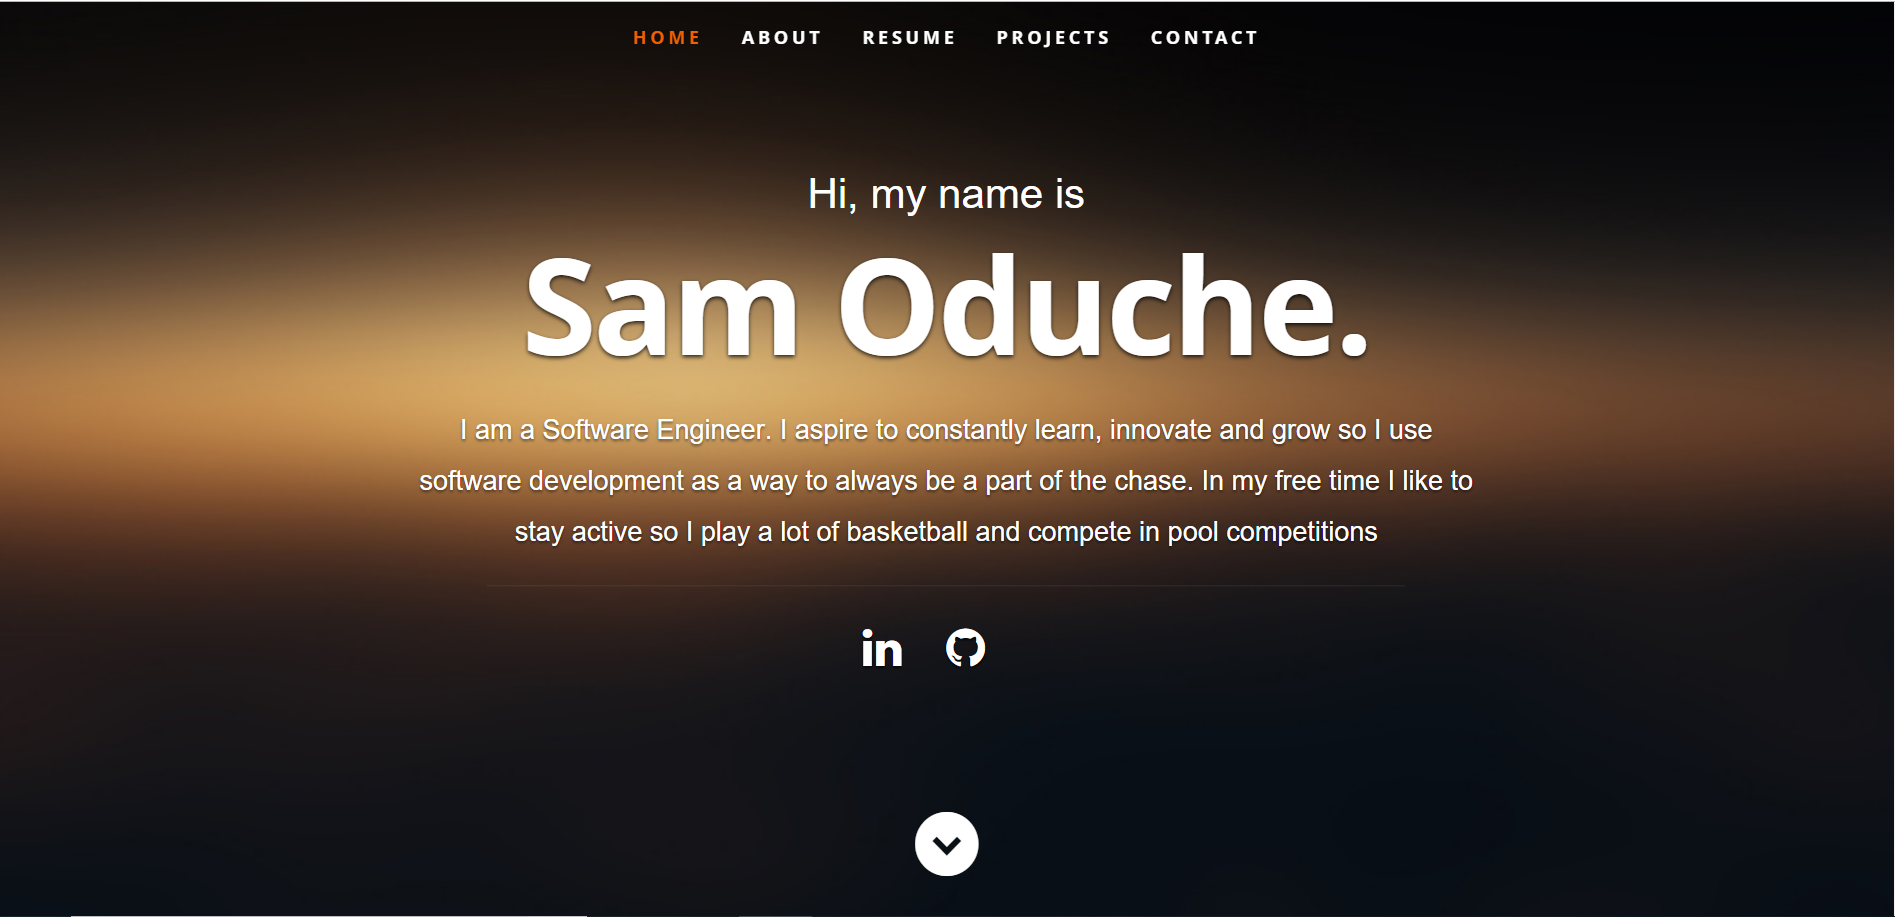 HOME ABOUT RESUME PROJECTS CONTACT
Hi, my name is
Sam Oduche.
I am a Software Engineer. I aspire to constantly learn, innovate and grow so I use
software development as a way to always be a part of the chase. In my free time I like to
stay active so I play a lot of basketball and compete in pool competitions
in